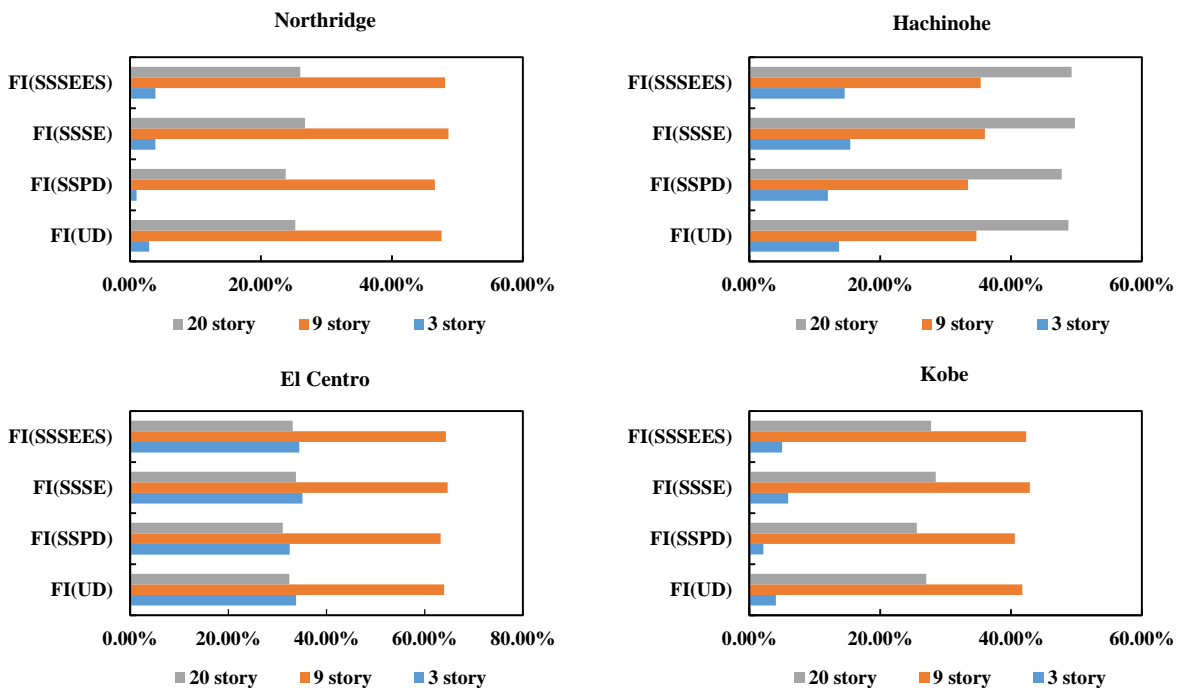 Northridge
FI(SSSEES)
FI(SSSE)
FI(SSPD)
FI(UD)
0.00% 20.00% 40.00% 60.00%
20 story 9 story 3 story
Hachinohe
FI(SSSEES)
FI(SSSE)
FI(SSPD)
FI(UD)
0.00% 20.00% 40.00% 60.00%
20 story 9 story 3 story
El Centro
FI(SSSEES)
FI(SSSE)
FI(SSPD)
FI(UD)
0.00% 20.00% 40.00% 60.00% 80.00%
20 story 9 story 3 story
Kobe
FI(SSSEES)
FI(SSSE)
FI(SSPD)
FI(UD)
0.00% 20.00% 40.00% 60.00%
20 story 9 story 3 story